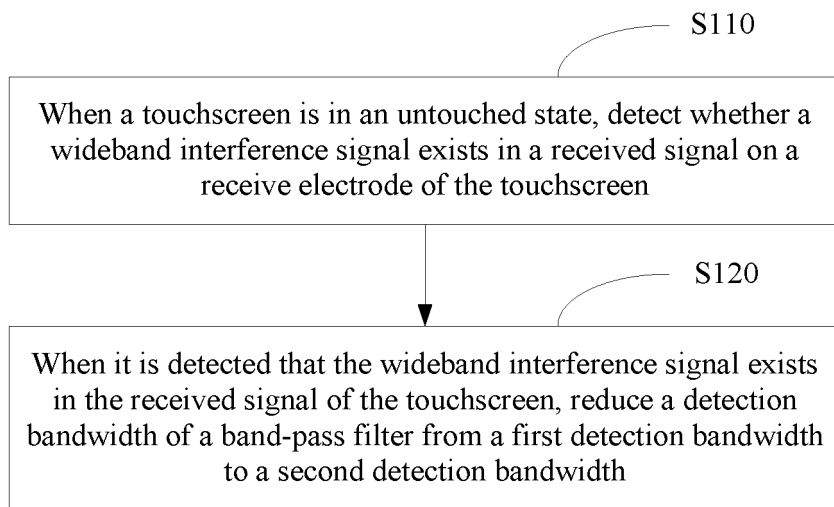 S110
When a touchscreen is in an untouched state, detect whether a
wideband interference signal exists in a received signal on a
receive electrode of the touchscreen
S120
When it is detected that the wideband interference signal exists
in the received signal of the touchscreen, reduce a detection
bandwidth of a band-pass filter from a first detection bandwidth
to a second detection bandwidth